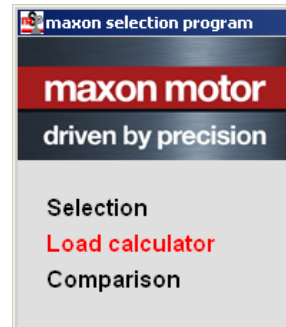 maxon selection program
maxon motor
driven by precision
Selection
Load calculator
Comparison